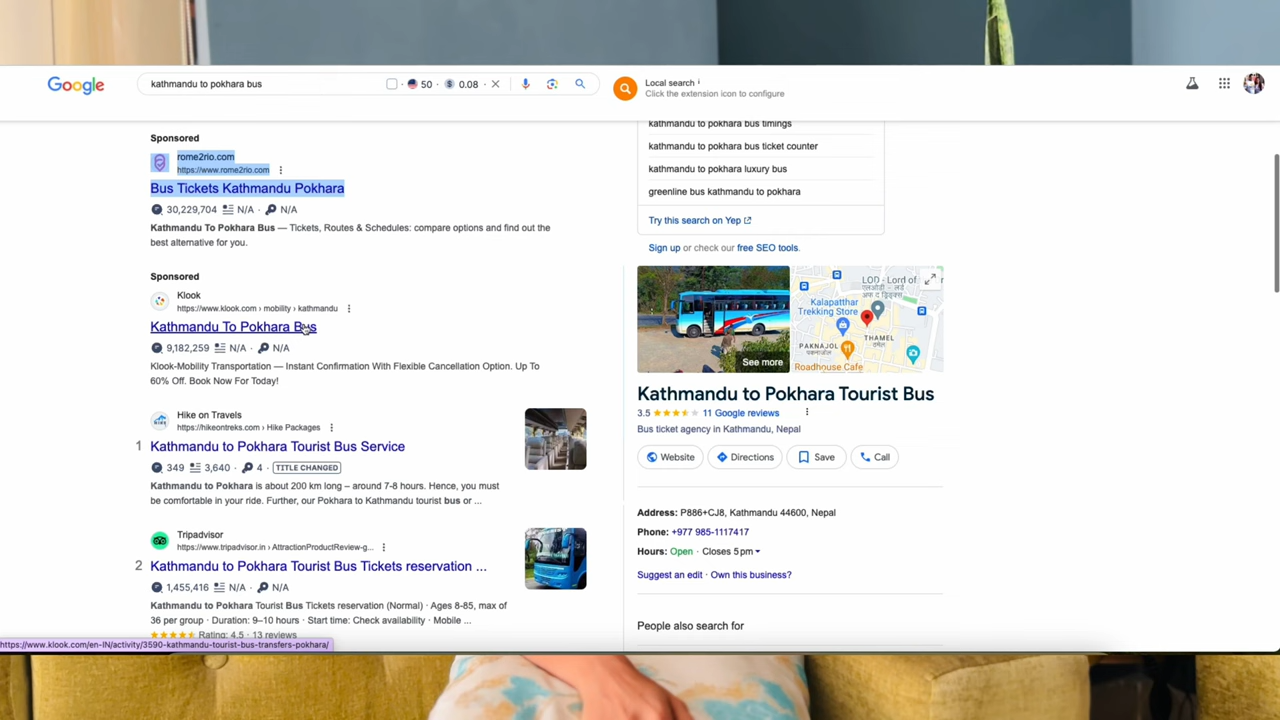 Google
kathmandu to pokhara bus
50 · 0.08 ·
Local search
Click the extension icon to configure
Sponsored
rome2rio.com
https://www.rome2rio.com
Bus Tickets Kathmandu Pokhara
30,229,704 N/A · N/A
Kathmandu To Pokhara Bus — Tickets, Routes & Schedules: compare options and find out the
best alternative for you.
Sponsored
Klook
https://www.klook.com › mobility › kathmandu
Kathmandu To Pokhara Bus
9,182,259 N/A · N/A
Klook-Mobility Transportation — Instant Confirmation With Flexible Cancellation Option. Up To
60% Off. Book Now For Today!
Hike on Travels
https://hikeontreks.com › Hike Packages
1 Kathmandu to Pokhara Tourist Bus Service
349 3,640 · 4 · TITLE CHANGED
Kathmandu to Pokhara is about 200 km long – around 7-8 hours. Hence, you must
be comfortable in your ride. Further, our Pokhara to Kathmandu tourist bus or ...
Tripadvisor
https://www.tripadvisor.in › AttractionProductReview-g...
2 Kathmandu to Pokhara Tourist Bus Tickets reservation ...
1,455,416 N/A · N/A
Kathmandu to Pokhara Tourist Bus Tickets reservation (Normal) · Ages 8-85, max of
36 per group · Duration: 9–10 hours · Start time: Check availability · Mobile ...
Rating: 4.5 · 13 reviews
https://www.klook.com/en-IN/activity/3590-kathmandu-tourist-bus-transfers-pokhara/
kathmandu to pokhara bus timings
kathmandu to pokhara bus ticket counter
kathmandu to pokhara luxury bus
greenline bus kathmandu to pokhara
Try this search on Yep
Sign up or check our free SEO tools.
See more
LOD - Lord of
Kalapatthar
Trekking Store
PAKNAJOL
THAMEL
ठमेल
Roadhouse Cafe
Kathmandu to Pokhara Tourist Bus
3.5 11 Google reviews
Bus ticket agency in Kathmandu, Nepal
Website
Directions
Save
Call
Address: P886+CJ8, Kathmandu 44600, Nepal
Phone: +977 985-1117417
Hours: Open · Closes 5 pm
Suggest an edit · Own this business?
People also search for